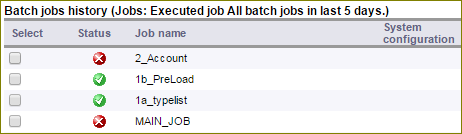 Batch jobs history (Jobs: Executed job All batch jobs in last 5 days.)
Select Status Job name System configuration
2_Account
1b_PreLoad
1a_typelist
MAIN_JOB